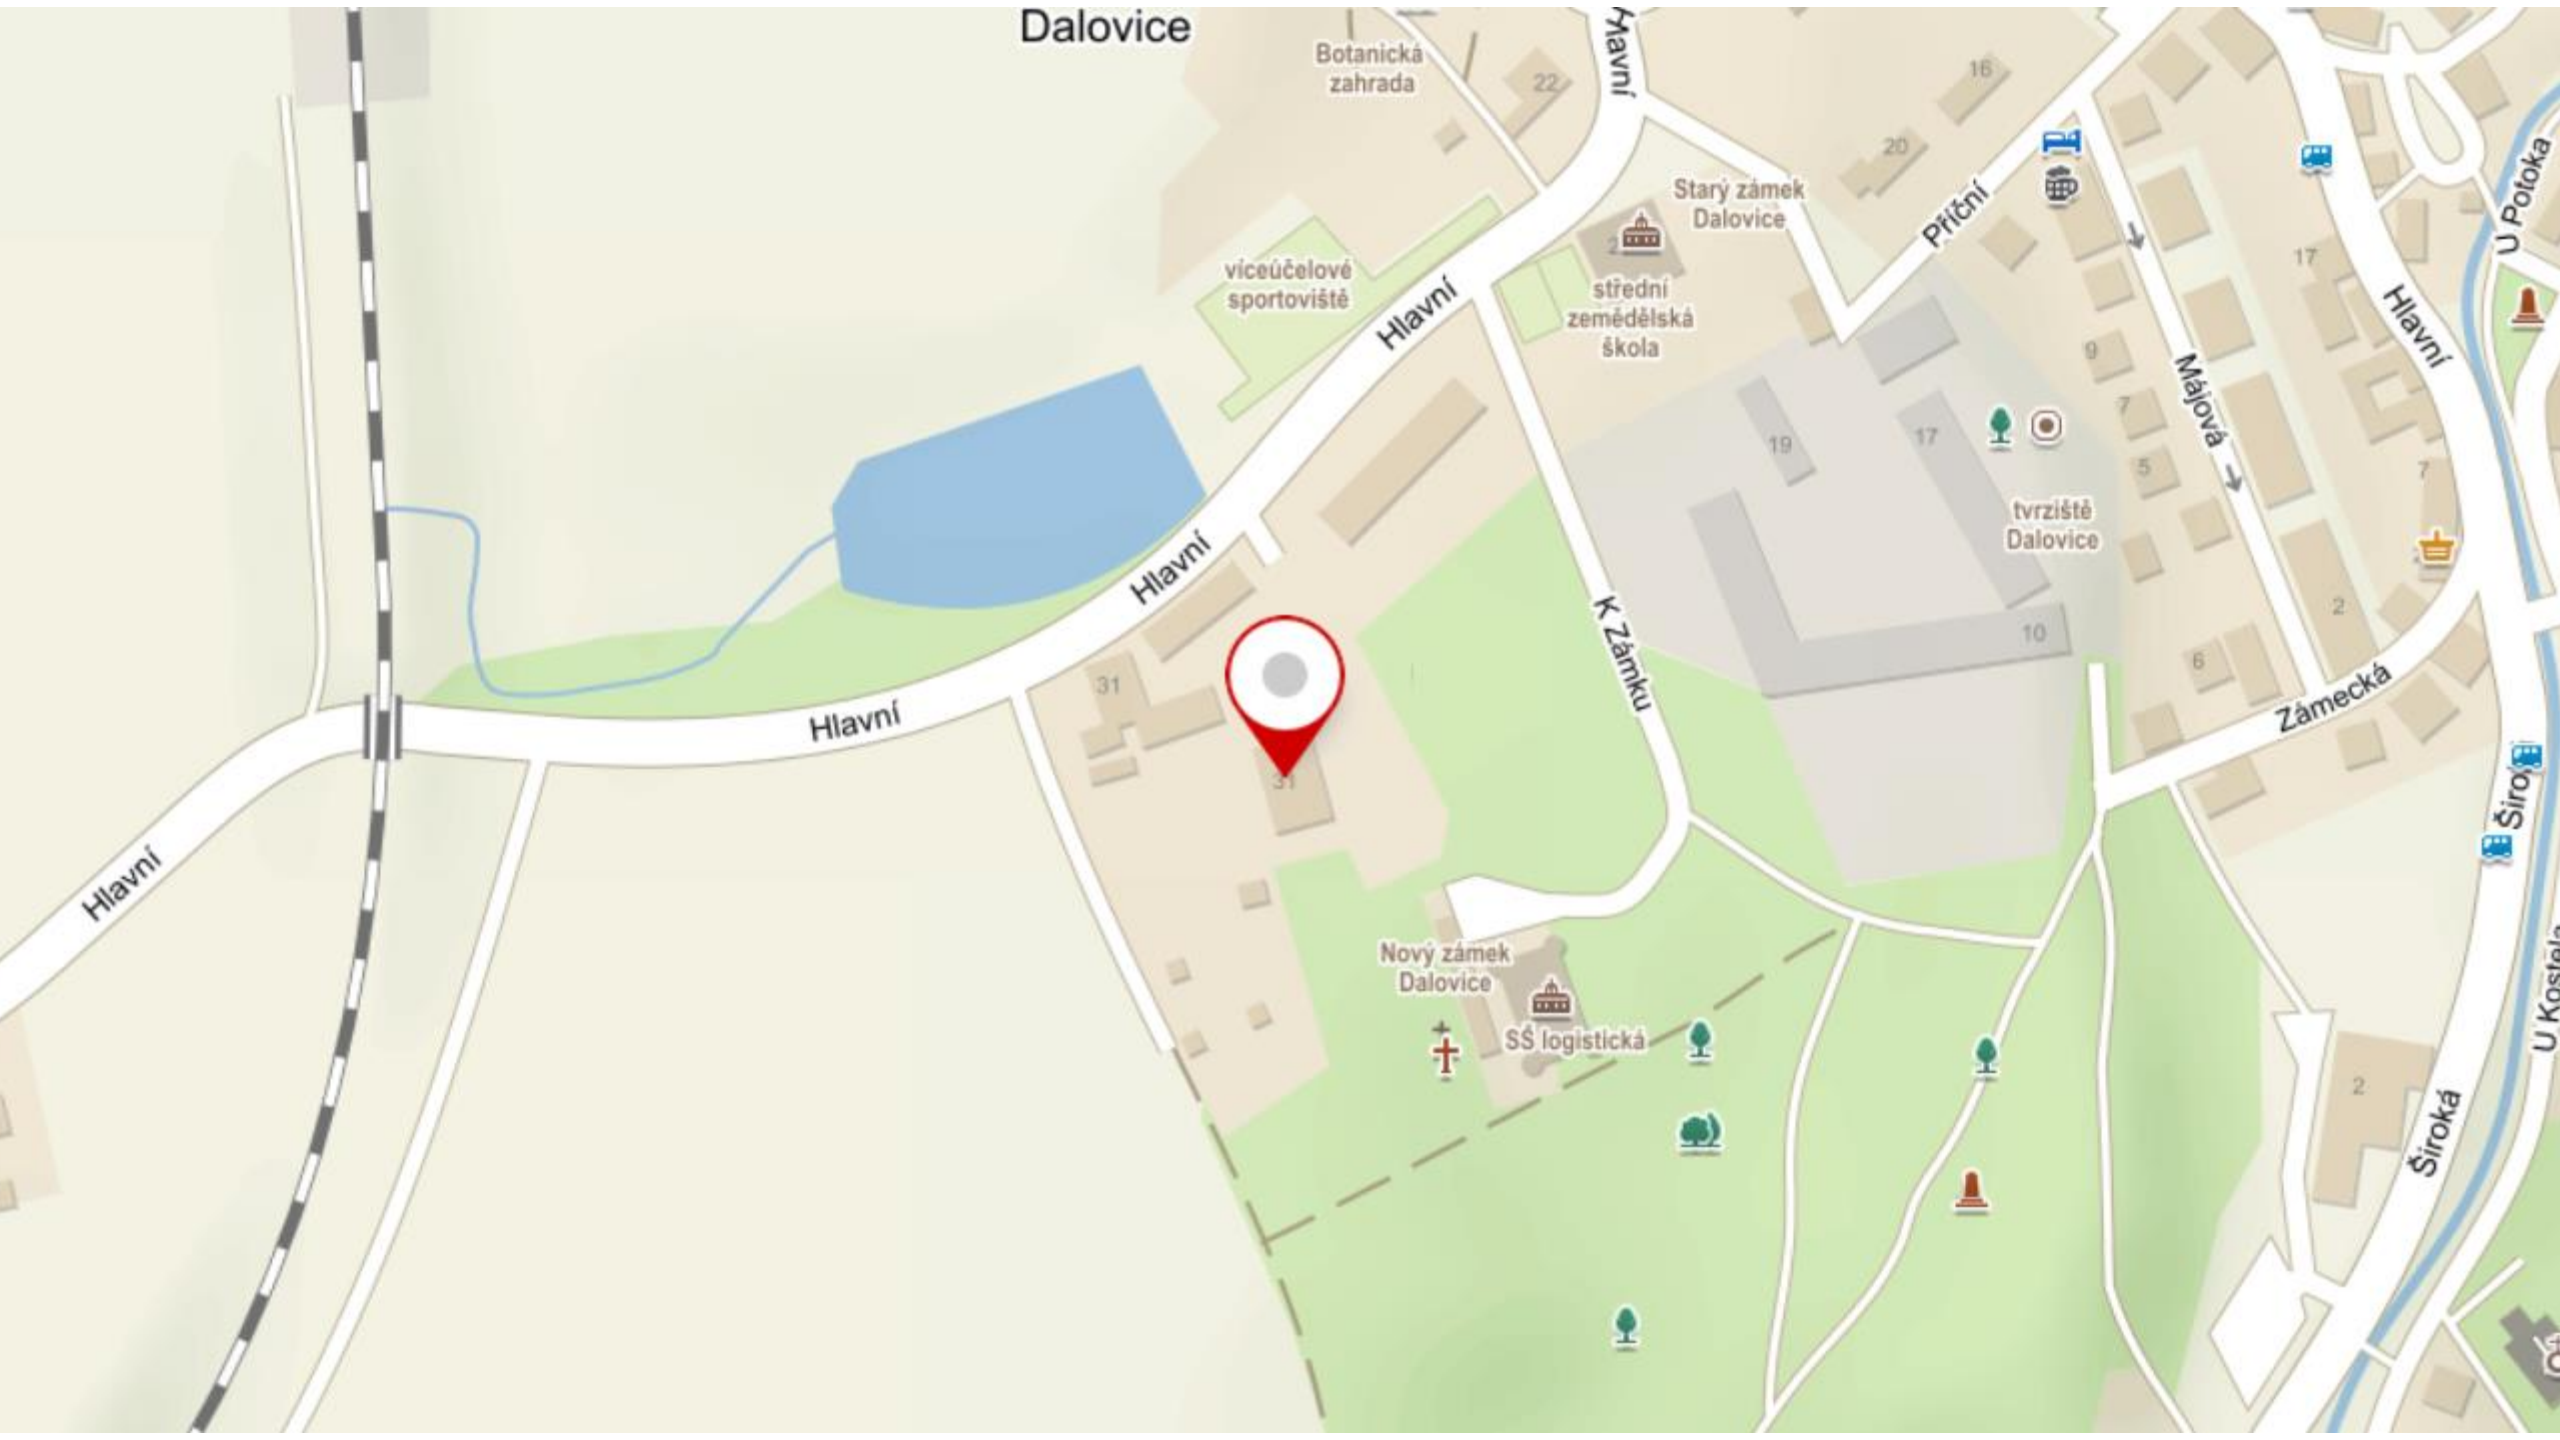 Dalovice
Botanická
zahrada
22
Hlavní
16
20
Starý zámek
Dalovice
Příční
U Potoka
17
víceúčelové
sportoviště
střední
zemědělská
škola
Hlavní
Hlavní
Májová
9
7
5
19
17
tvrziště
Dalovice
7
Hlavní
K Zámku
2
10
6
Zámecká
31
31
Hlavní
Hlavní
Nový zámek
Dalovice
SŠ logistická
2
Široká
U Kostela